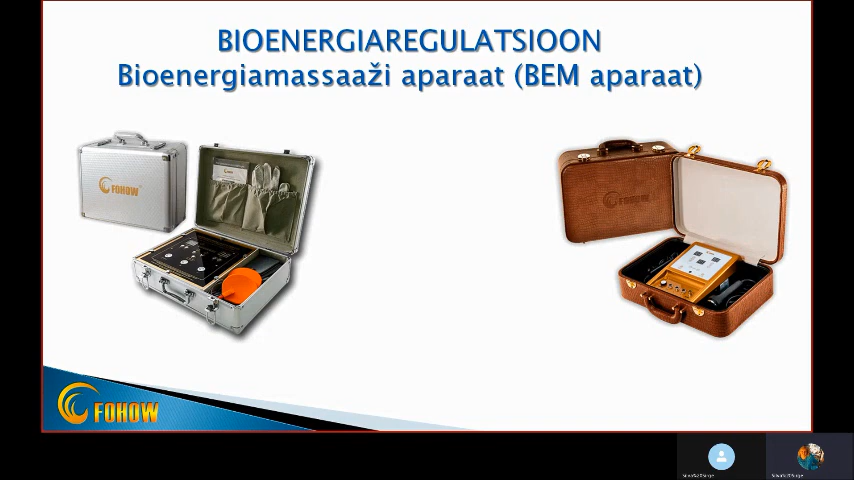 BIOENERGIAREGULATSIOON
Bioenergiamassaaži aparaat (BEM aparaat)
FOHOW
FOHOW
FOHOW